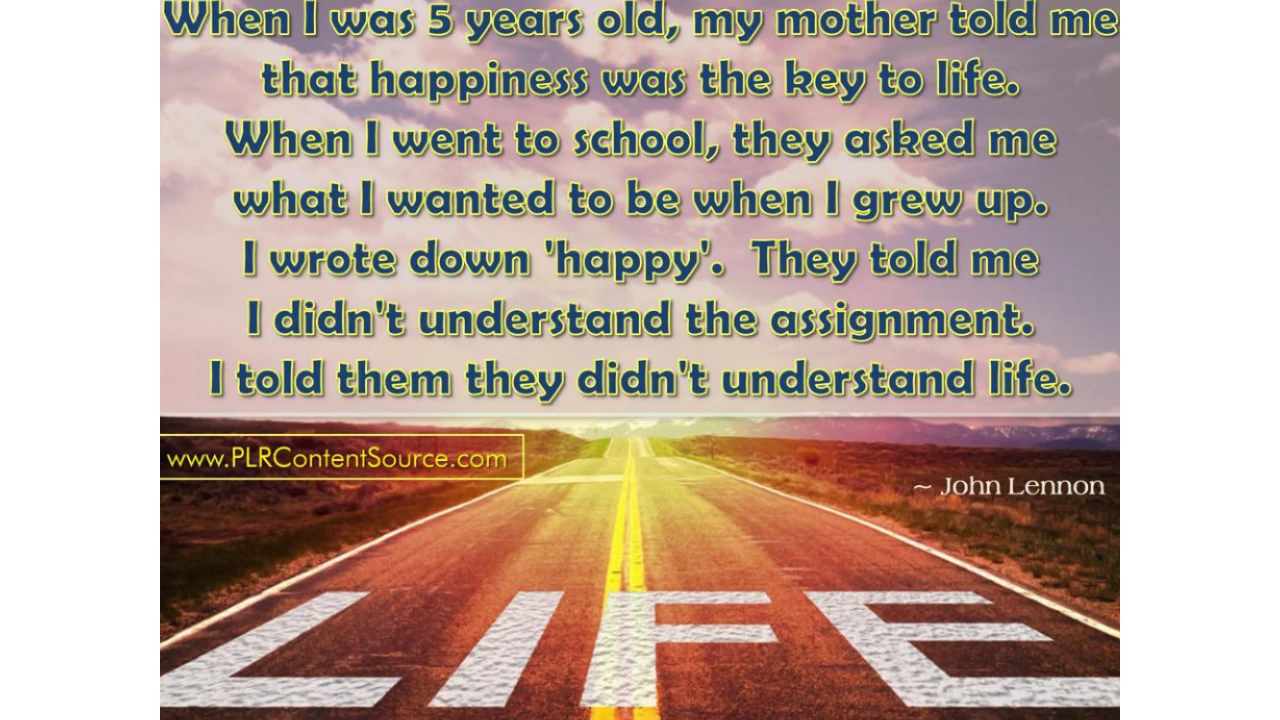 When I was 5 years old, my mother told me
that happiness was the key to life.
When I went to school, they asked me
what I wanted to be when I grew up.
I wrote down 'happy'.  They told me
I didn't understand the assignment.
I told them they didn't understand life.
www.PLRContentSource.com
~ John Lennon
LIFE